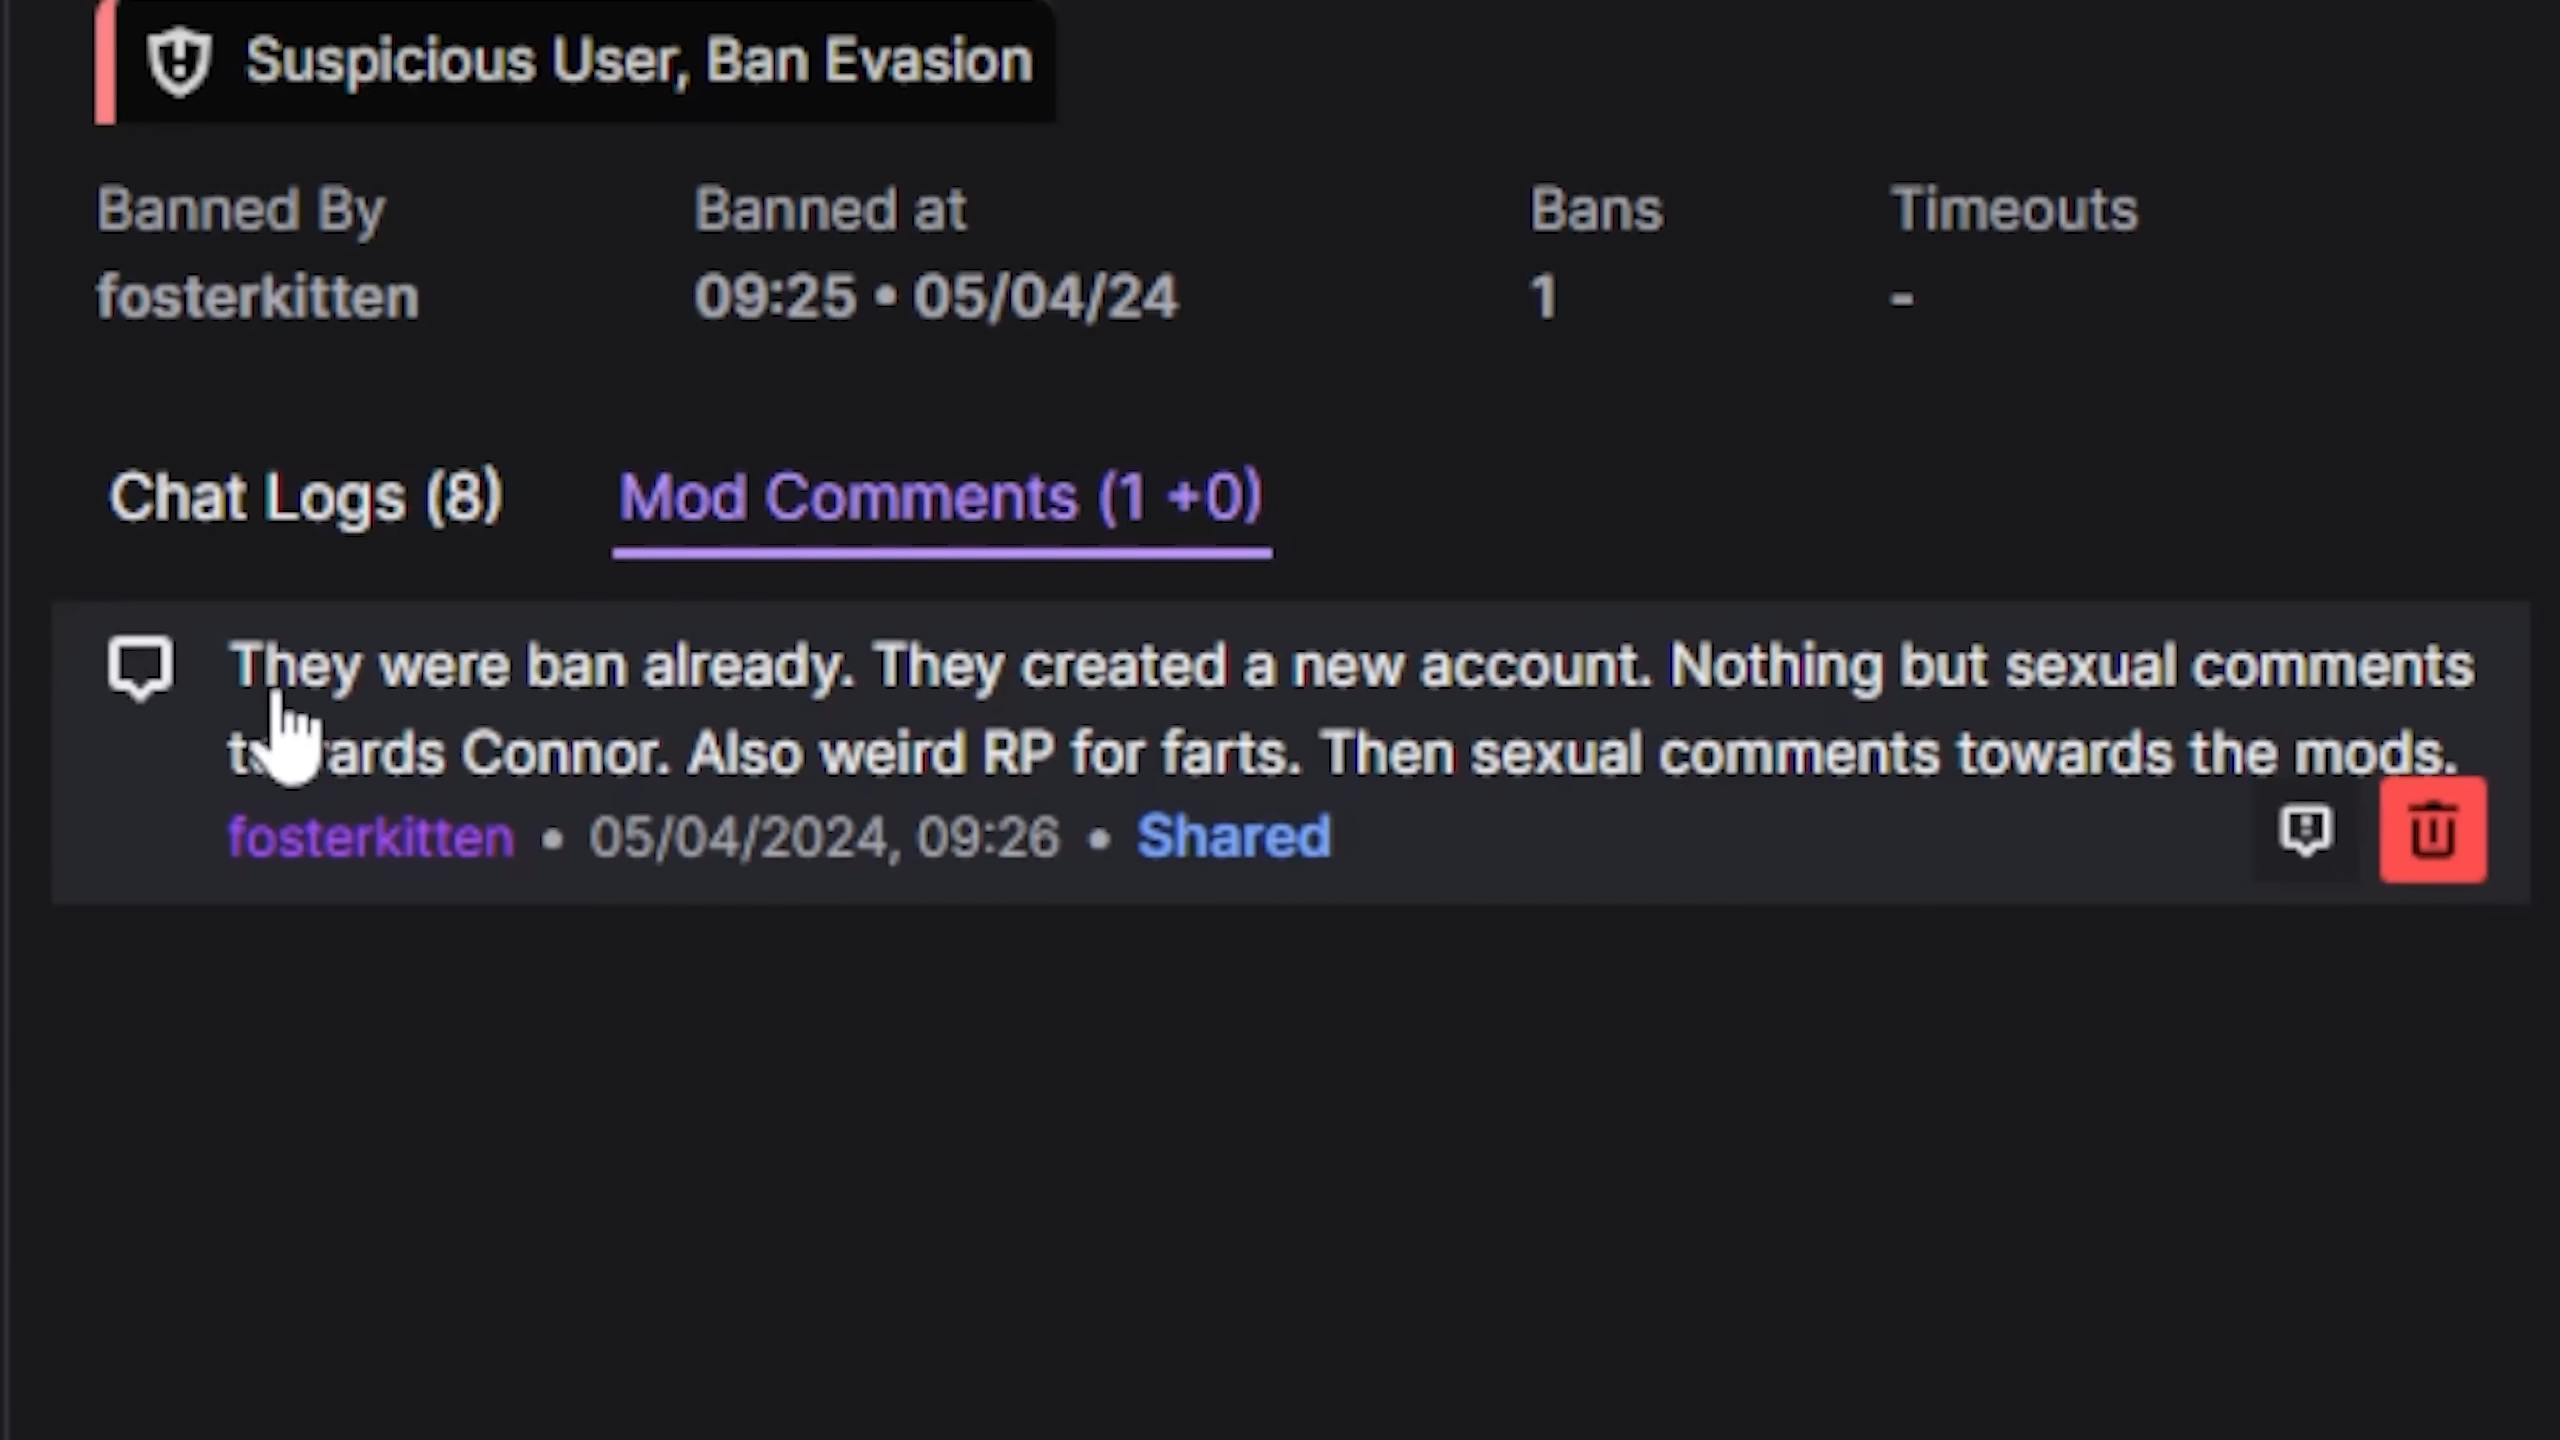 Suspicious User, Ban Evasion
Banned By Banned at Bans Timeouts
fosterkitten 09:25 • 05/04/24 1 -
Chat Logs (8) Mod Comments (1 +0)
They were ban already. They created a new account. Nothing but sexual comments
towards Connor. Also weird RP for farts. Then sexual comments towards the mods.
fosterkitten • 05/04/2024, 09:26 • Shared